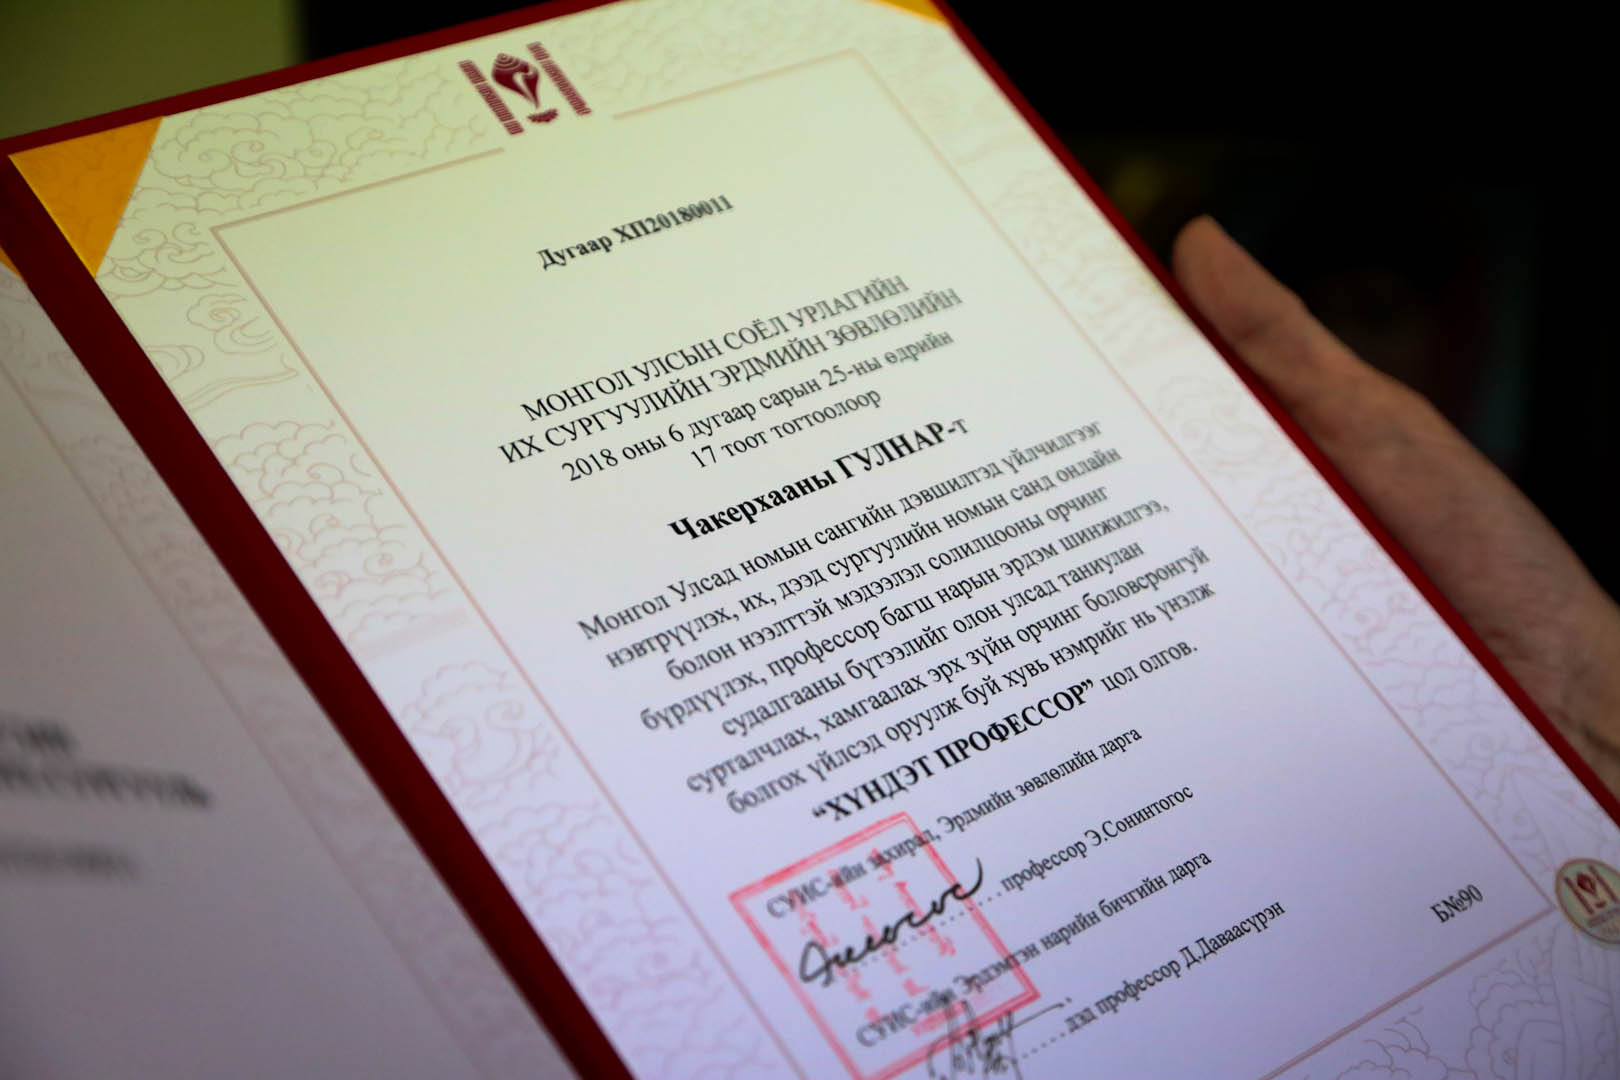 Дугаар ХП20180011
МОНГОЛ УЛСЫН СОЁЛ УРЛАГИЙН
ИХ СУРГУУЛИЙН ЭРДМИЙН ЗӨВЛӨЛИЙН
2018 оны 6 дугаар сарын 25-ны өдрийн
17 тоот тогтоолоор
Чакерхааны ГУЛНАР-т
Монгол Улсад номын сангийн дэвшилтэд үйлчилгээг
нэвтрүүлэх, их, дээд сургуулийн номын санд онлайн
болон нээлттэй мэдээлэл солилцооны орчинг
бүрдүүлэх, профессор багш нарын эрдэм шинжилгээ,
судалгааны бүтээлийг олон улсад таниулан
сурталчлах, хамгаалах эрх зүйн орчинг боловсронгуй
болгох үйлсэд оруулж буй хувь нэмрийг нь үнэлж
“ХҮНДЭТ ПРОФЕССОР” цол олгов.
СУИС-ийн захирал, Эрдмийн зөвлөлийн дарга
профессор Э.Сонинтогос
СУИС-ийн Эрдэмтэн нарийн бичгийн дарга
дэд профессор Д.Даваасүрэн
Б№90